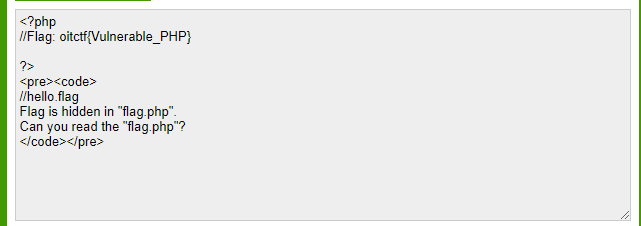 <?php
//Flag: oitctf{Vulnerable_PHP}
?>
<pre><code>
//hello.flag
Flag is hidden in "flag.php".
Can you read the "flag.php"?
</code></pre>